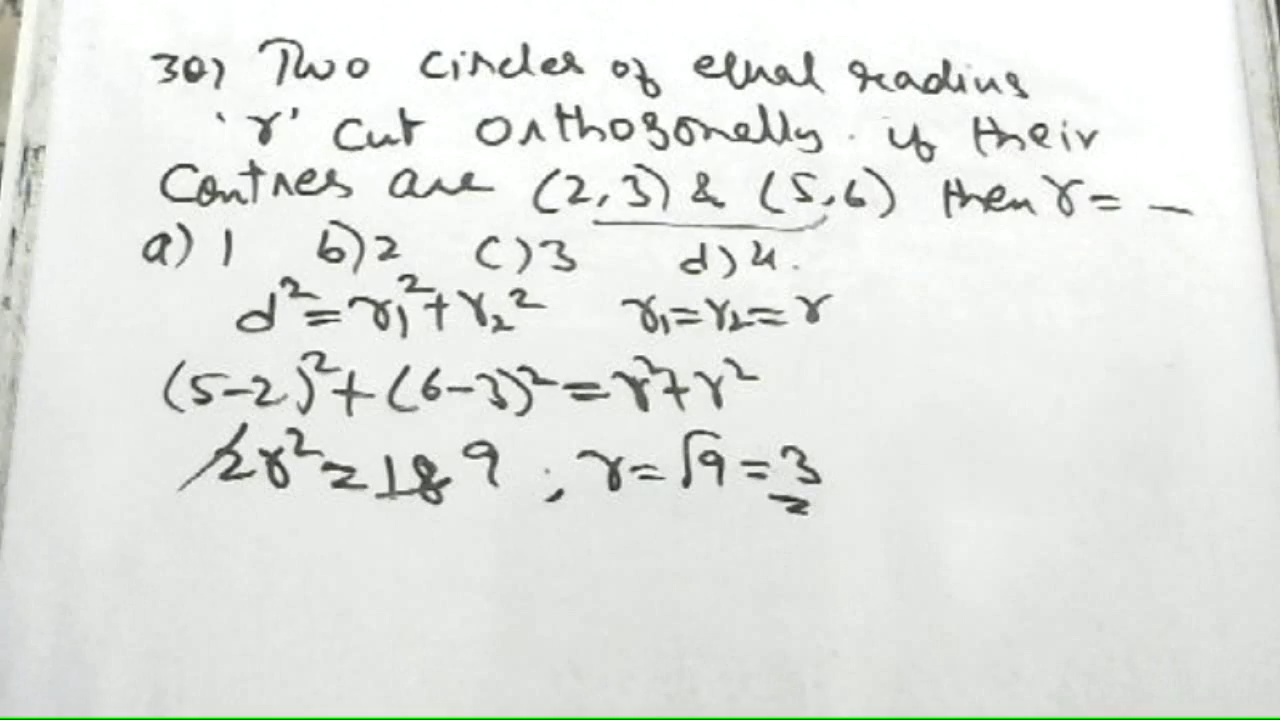 30) Two circles of equal radius
'r' cut orthogonally. if their
Centres are (2,3) & (5,6) then r = —
a) 1 b) 2 c) 3 d) 4.
d² = r₁² + r₂² r₁ = r₂ = r
(5-2)² + (6-3)² = r² + r²
2r² = 18 9 ; r = √9 = 3